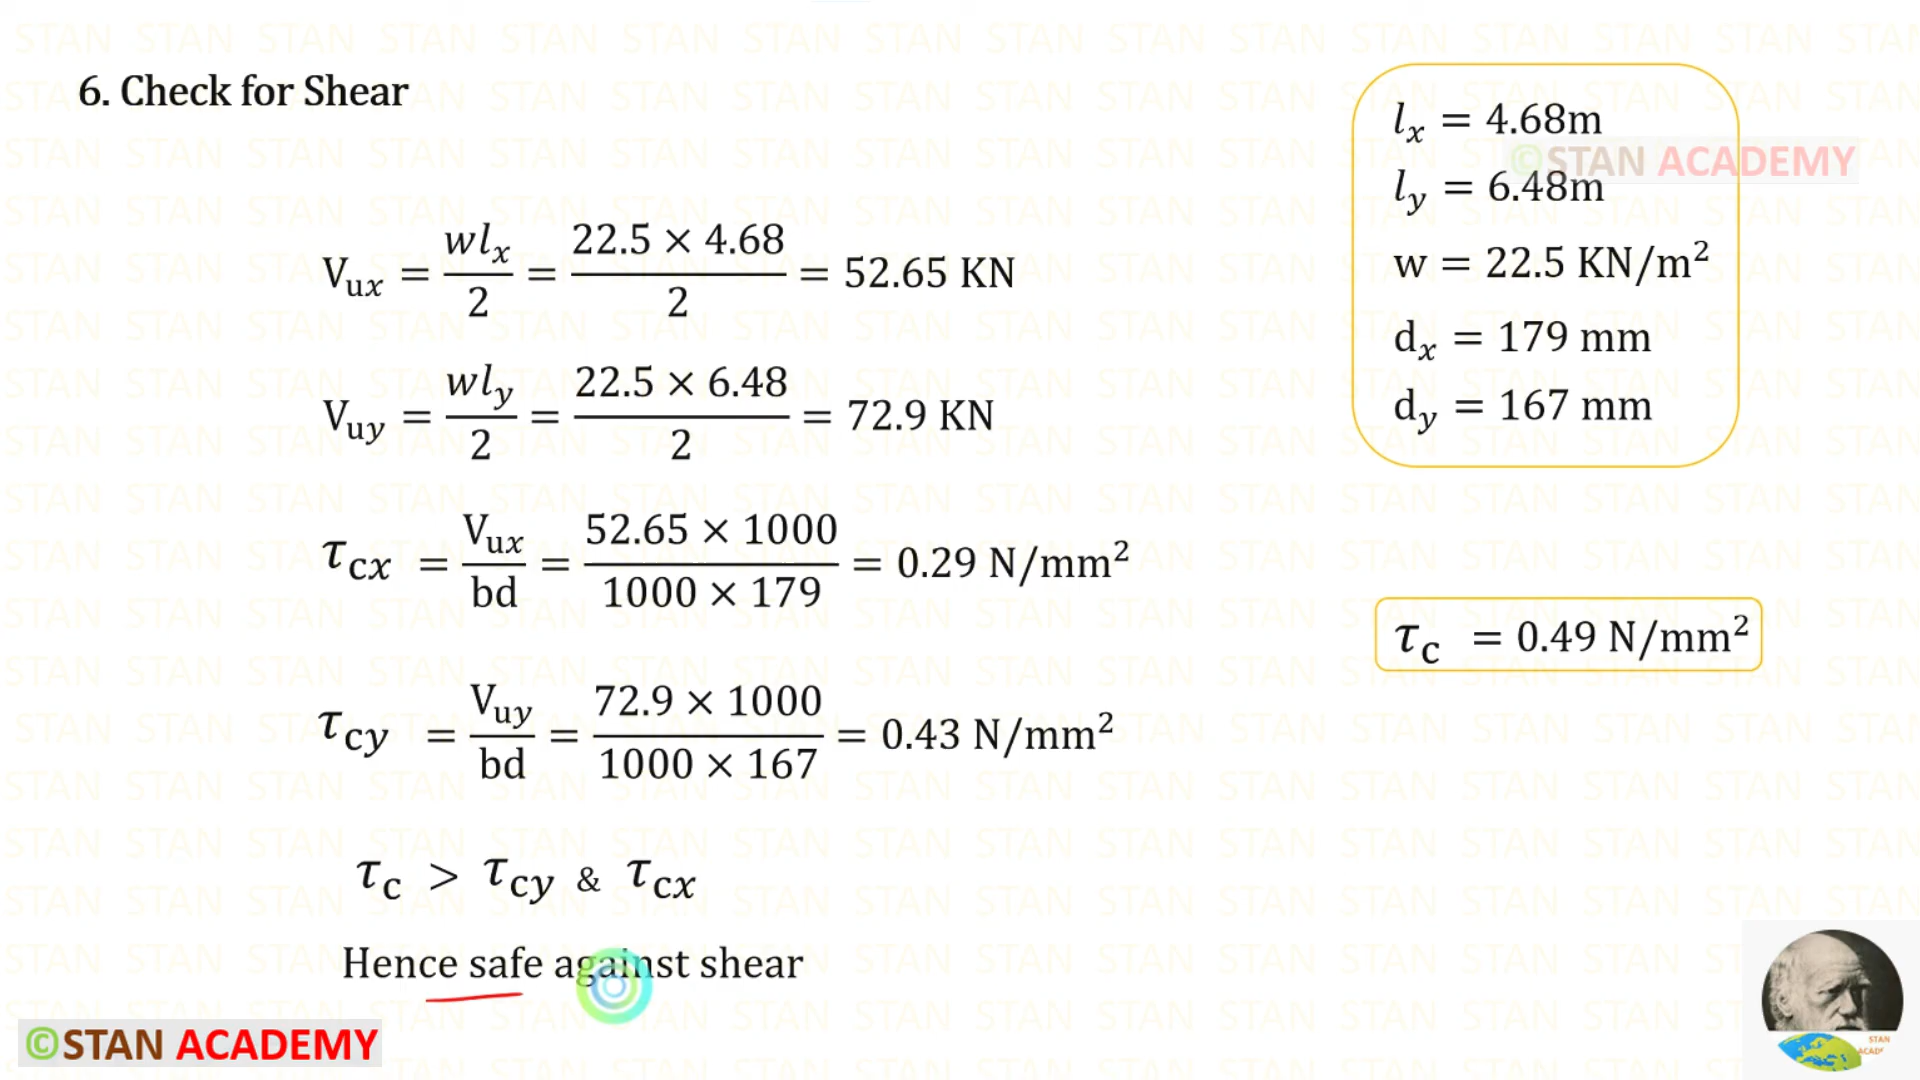 6. Check for Shear
V_ux = wl_x / 2 = 22.5 × 4.68 / 2 = 52.65 KN
V_uy = wl_y / 2 = 22.5 × 6.48 / 2 = 72.9 KN
τ_cx = V_ux / bd = 52.65 × 1000 / 1000 × 179 = 0.29 N/mm²
τ_cy = V_uy / bd = 72.9 × 1000 / 1000 × 167 = 0.43 N/mm²
τ_c > τ_cy & τ_cx
Hence safe against shear
l_x = 4.68m
©STAN ACADEMY
l_y = 6.48m
w = 22.5 KN/m²
d_x = 179 mm
d_y = 167 mm
τ_c = 0.49 N/mm²
©STAN ACADEMY
STAN